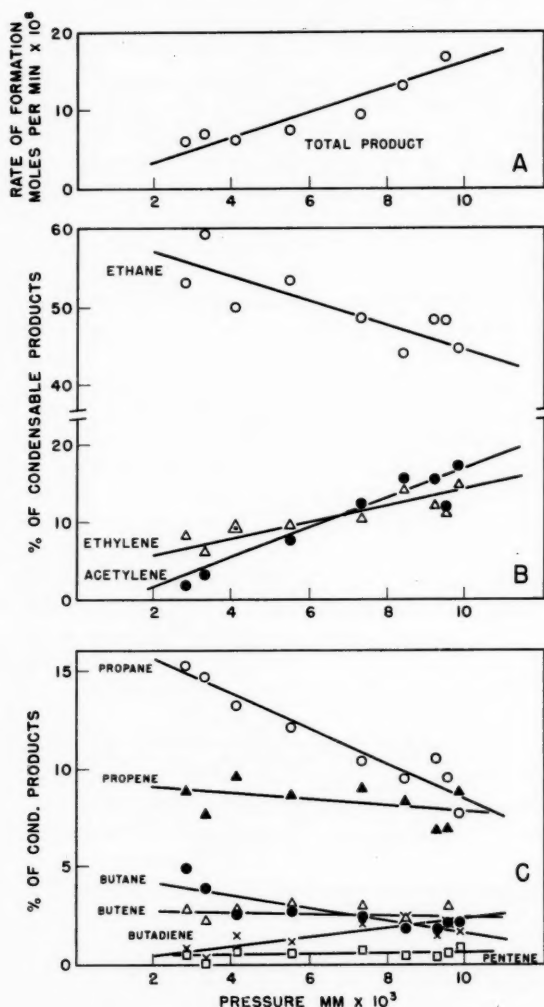 RATE OF FORMATION
MOLES PER MIN x 10⁸
20
10
0
TOTAL PRODUCT
A
2 4 6 8 10
% OF CONDENSABLE PRODUCTS
60
50
40
20
10
0
ETHANE
ETHYLENE
ACETYLENE
B
2 4 6 8 10
% OF COND. PRODUCTS
15
10
5
0
PROPANE
PROPENE
BUTANE
BUTENE
BUTADIENE
PENTENE
C
2 4 6 8 10
PRESSURE MM x 10³